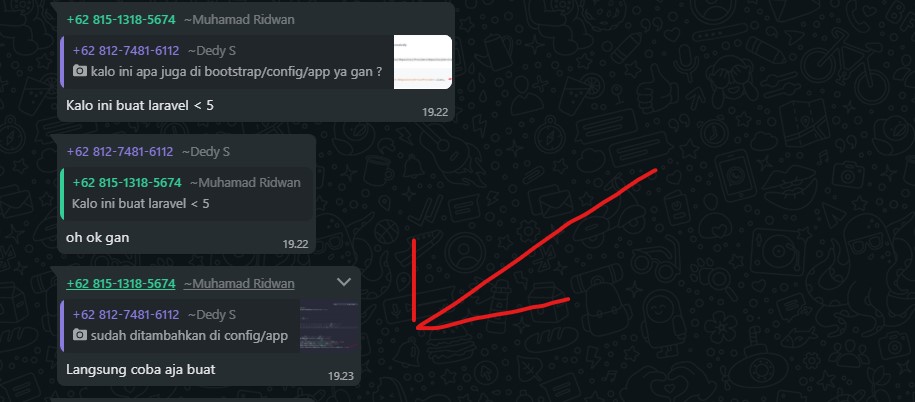 +62 815-1318-5674 ~Muhamad Ridwan
+62 812-7481-6112 ~Dedy S
kalo ini apa juga di bootstrap/config/app ya gan ?
Kalo ini buat laravel < 5
19.22
+62 812-7481-6112 ~Dedy S
+62 815-1318-5674 ~Muhamad Ridwan
Kalo ini buat laravel < 5
oh ok gan
19.22
+62 815-1318-5674 ~Muhamad Ridwan
+62 812-7481-6112 ~Dedy S
sudah ditambahkan di config/app
Langsung coba aja buat
19.23